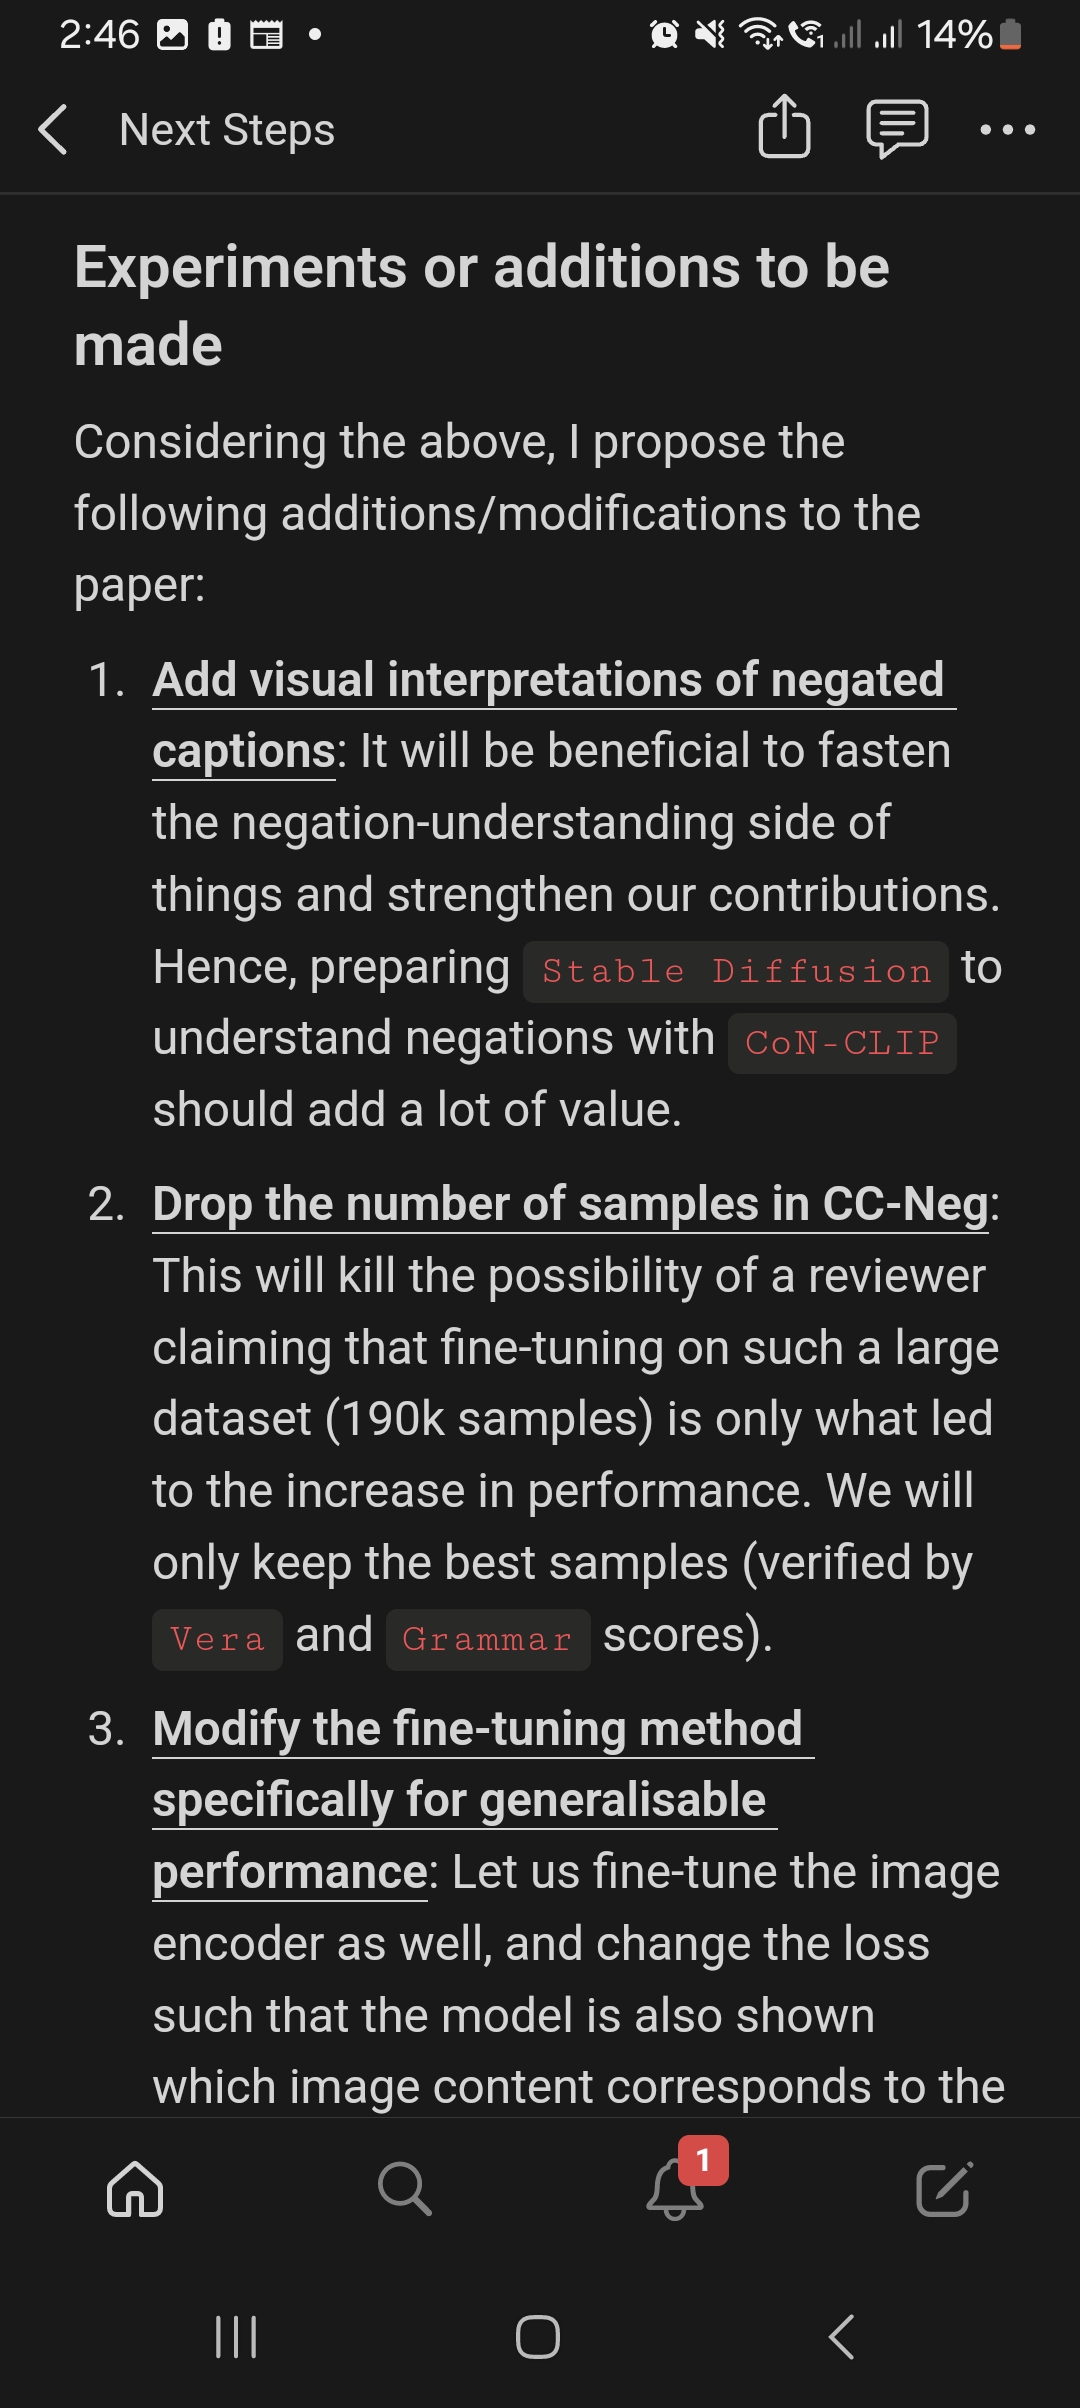 2:46
14%
Next Steps
Experiments or additions to be
made
Considering the above, I propose the
following additions/modifications to the
paper:
1. Add visual interpretations of negated
captions: It will be beneficial to fasten
the negation-understanding side of
things and strengthen our contributions.
Hence, preparing Stable Diffusion to
understand negations with CoN-CLIP
should add a lot of value.
2. Drop the number of samples in CC-Neg:
This will kill the possibility of a reviewer
claiming that fine-tuning on such a large
dataset (190k samples) is only what led
to the increase in performance. We will
only keep the best samples (verified by
Vera and Grammar scores).
3. Modify the fine-tuning method
specifically for generalisable
performance: Let us fine-tune the image
encoder as well, and change the loss
such that the model is also shown
which image content corresponds to the
1